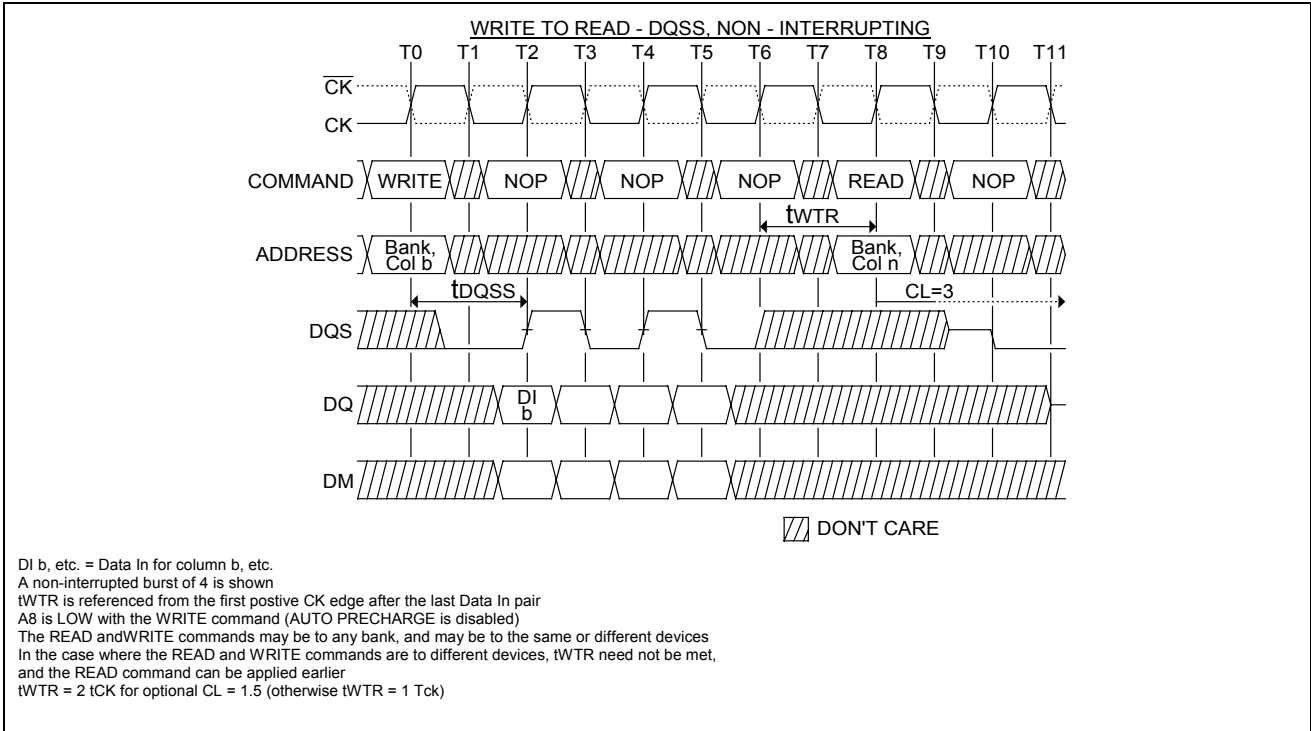 WRITE TO READ - DQSS, NON - INTERRUPTING
T0 T1 T2 T3 T4 T5 T6 T7 T8 T9 T10 T11
CK
CK
COMMAND WRITE NOP NOP NOP READ NOP
tWTR
ADDRESS Bank, Col b Bank, Col n
tDQSS CL=3
DQS
DQ DI b
DM
DON'T CARE
DI b, etc. = Data In for column b, etc.
A non-interrupted burst of 4 is shown
tWTR is referenced from the first postive CK edge after the last Data In pair
A8 is LOW with the WRITE command (AUTO PRECHARGE is disabled)
The READ andWRITE commands may be to any bank, and may be to the same or different devices
In the case where the READ and WRITE commands are to different devices, tWTR need not be met,
and the READ command can be applied earlier
tWTR = 2 tCK for optional CL = 1.5 (otherwise tWTR = 1 Tck)